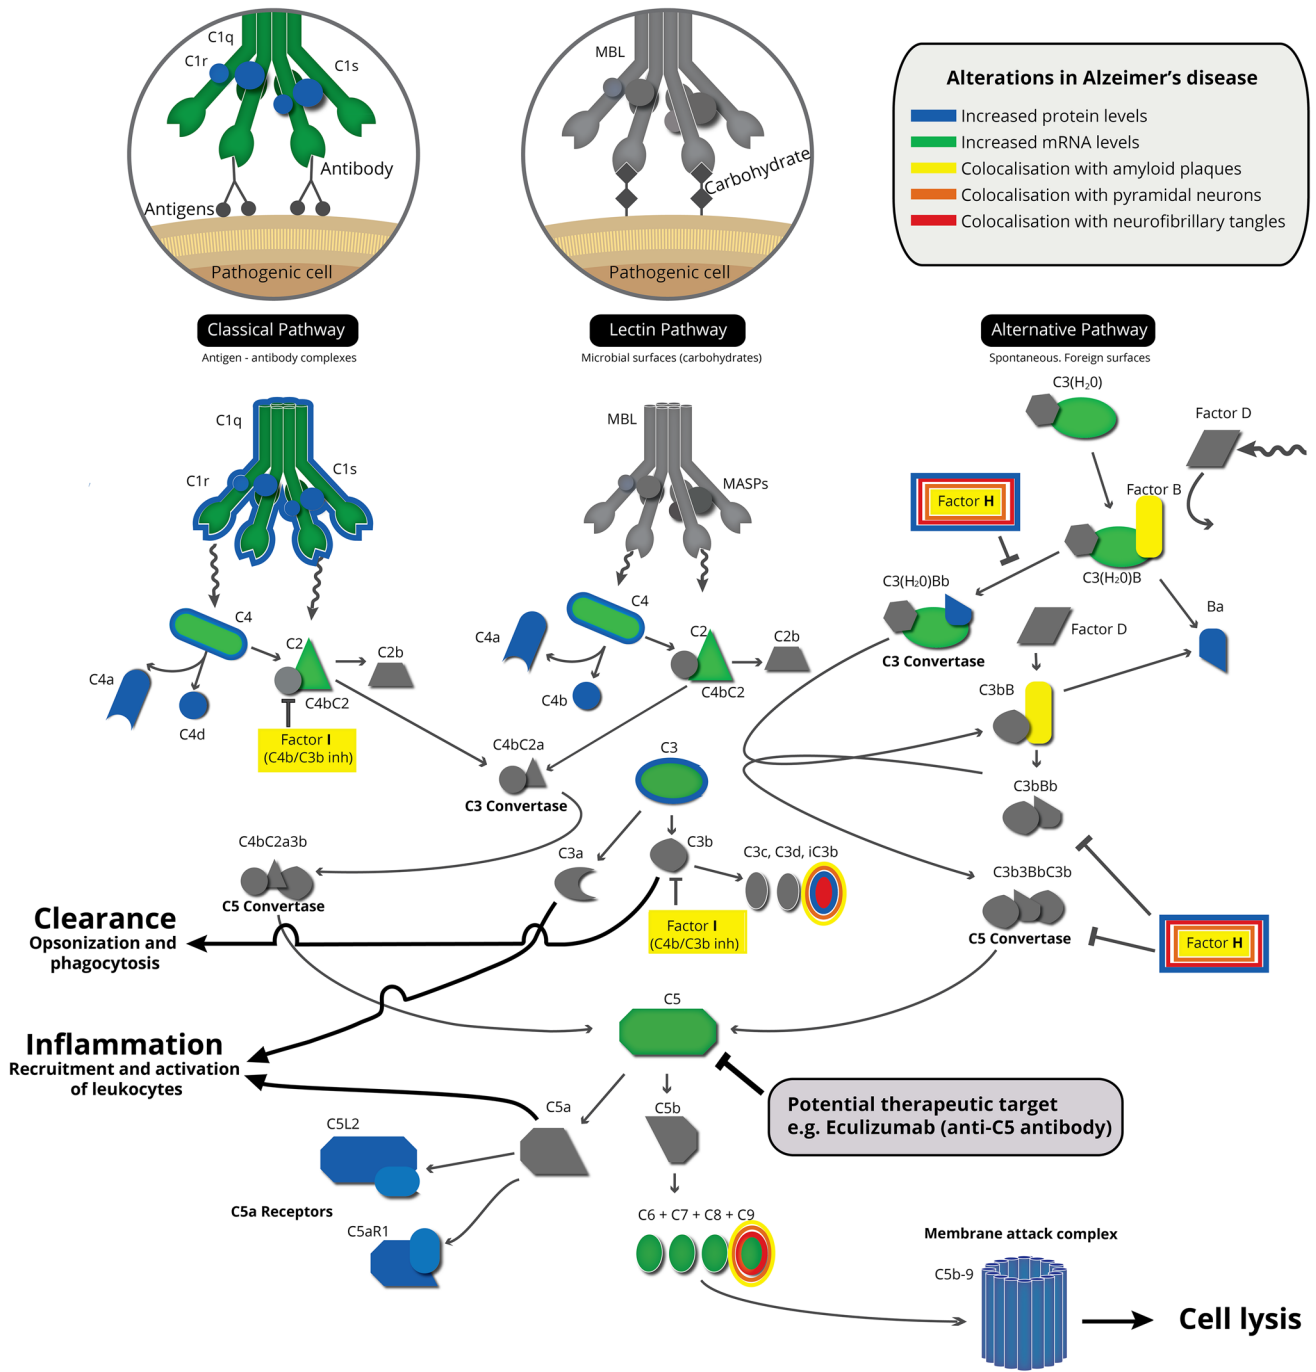 C1q
C1r
C1s
Antibody
Antigens
Pathogenic cell
MBL
Carbohydrate
Pathogenic cell
Alterations in Alzeimer's disease
Increased protein levels
Increased mRNA levels
Colocalisation with amyloid plaques
Colocalisation with pyramidal neurons
Colocalisation with neurofibrillary tangles
Classical Pathway
Antigen - antibody complexes
Lectin Pathway
Microbial surfaces (carbohydrates)
Alternative Pathway
Spontaneous. Foreign surfaces
C1q
C1r
C1s
MBL
MASPs
C3(H₂0)
Factor D
Factor H
Factor B
C3(H₂0)B
C3(H₂0)Bb
C3 Convertase
Factor D
Ba
C4
C2
C2b
C4a
C4d
C4bC2
Factor I
(C4b/C3b inh)
C4
C2
C2b
C4a
C4b
C4bC2
C3bB
C4bC2a
C3 Convertase
C3
C3bBb
C4bC2a3b
C5 Convertase
C3a
C3b
C3c, C3d, iC3b
Factor I
(C4b/C3b inh)
C3b3BbC3b
C5 Convertase
Factor H
Clearance
Opsonization and
phagocytosis
Inflammation
Recruitment and activation
of leukocytes
C5
Potential therapeutic target
e.g. Eculizumab (anti-C5 antibody)
C5a
C5b
C5L2
C5a Receptors
C5aR1
C6 + C7 + C8 + C9
Membrane attack complex
C5b-9
Cell lysis